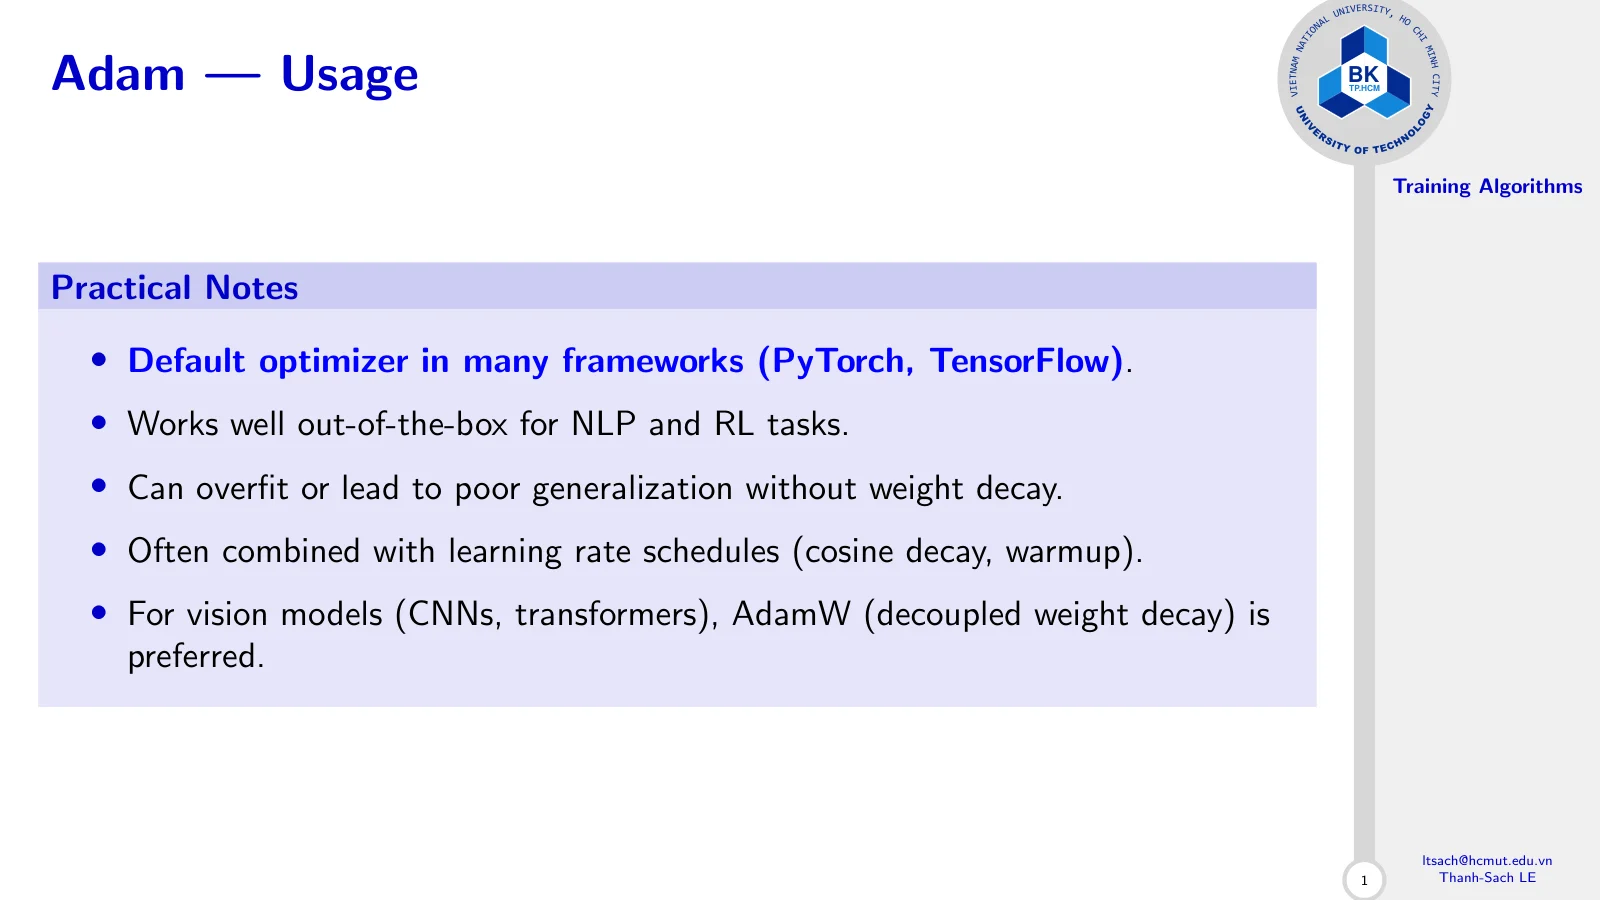 Adam — Usage
VIETNAM NATIONAL UNIVERSITY, HO CHI MINH CITY
BK
TP.HCM
UNIVERSITY OF TECHNOLOGY
Training Algorithms
Practical Notes
• Default optimizer in many frameworks (PyTorch, TensorFlow).
• Works well out-of-the-box for NLP and RL tasks.
• Can overfit or lead to poor generalization without weight decay.
• Often combined with learning rate schedules (cosine decay, warmup).
• For vision models (CNNs, transformers), AdamW (decoupled weight decay) is
preferred.
ltsach@hcmut.edu.vn
Thanh-Sach LE
1